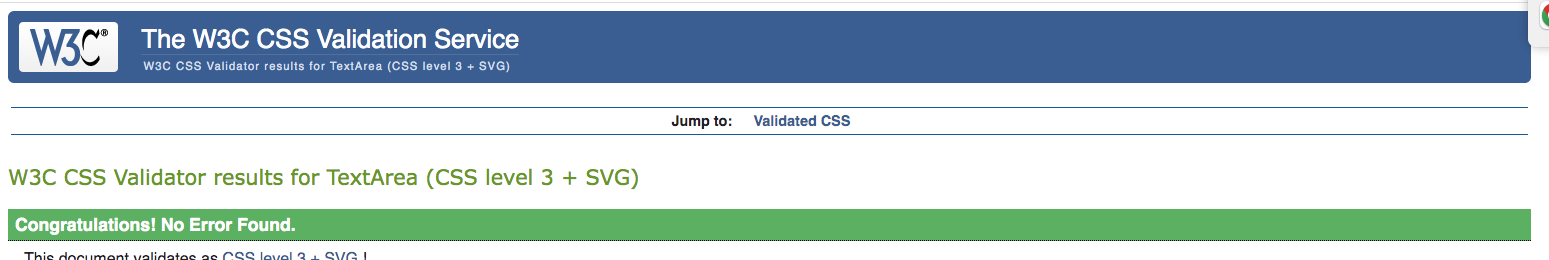 W3C®
The W3C CSS Validation Service
W3C CSS Validator results for TextArea (CSS level 3 + SVG)
Jump to: Validated CSS
W3C CSS Validator results for TextArea (CSS level 3 + SVG)
Congratulations! No Error Found.
This document validates as CSS level 3 + SVG !